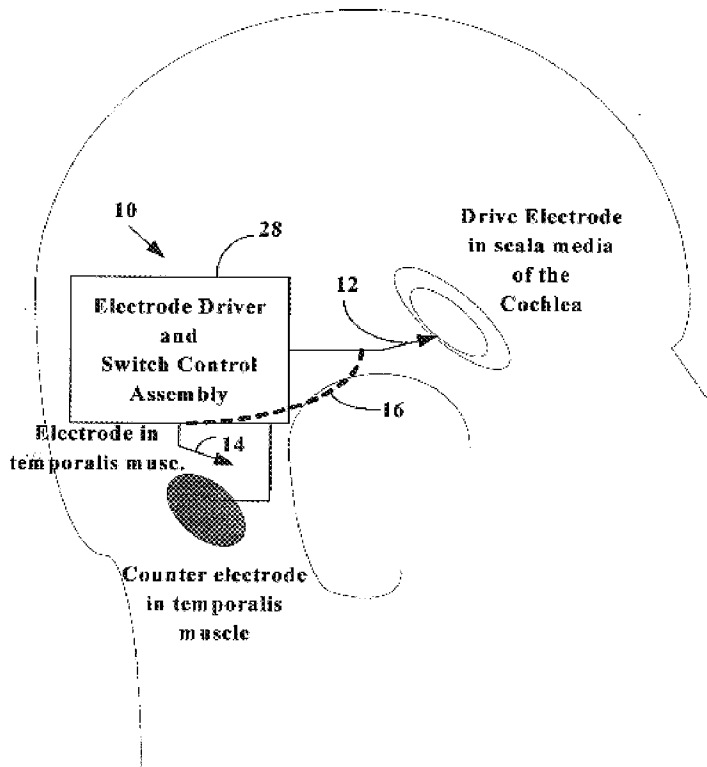 10
28
Drive Electrode
in scala media
of the
Cochlea
12
Electrode Driver
and
Switch Control
Assembly
16
Electrode in
temporalis musc.
14
Counter electrode
in temporalis
muscle